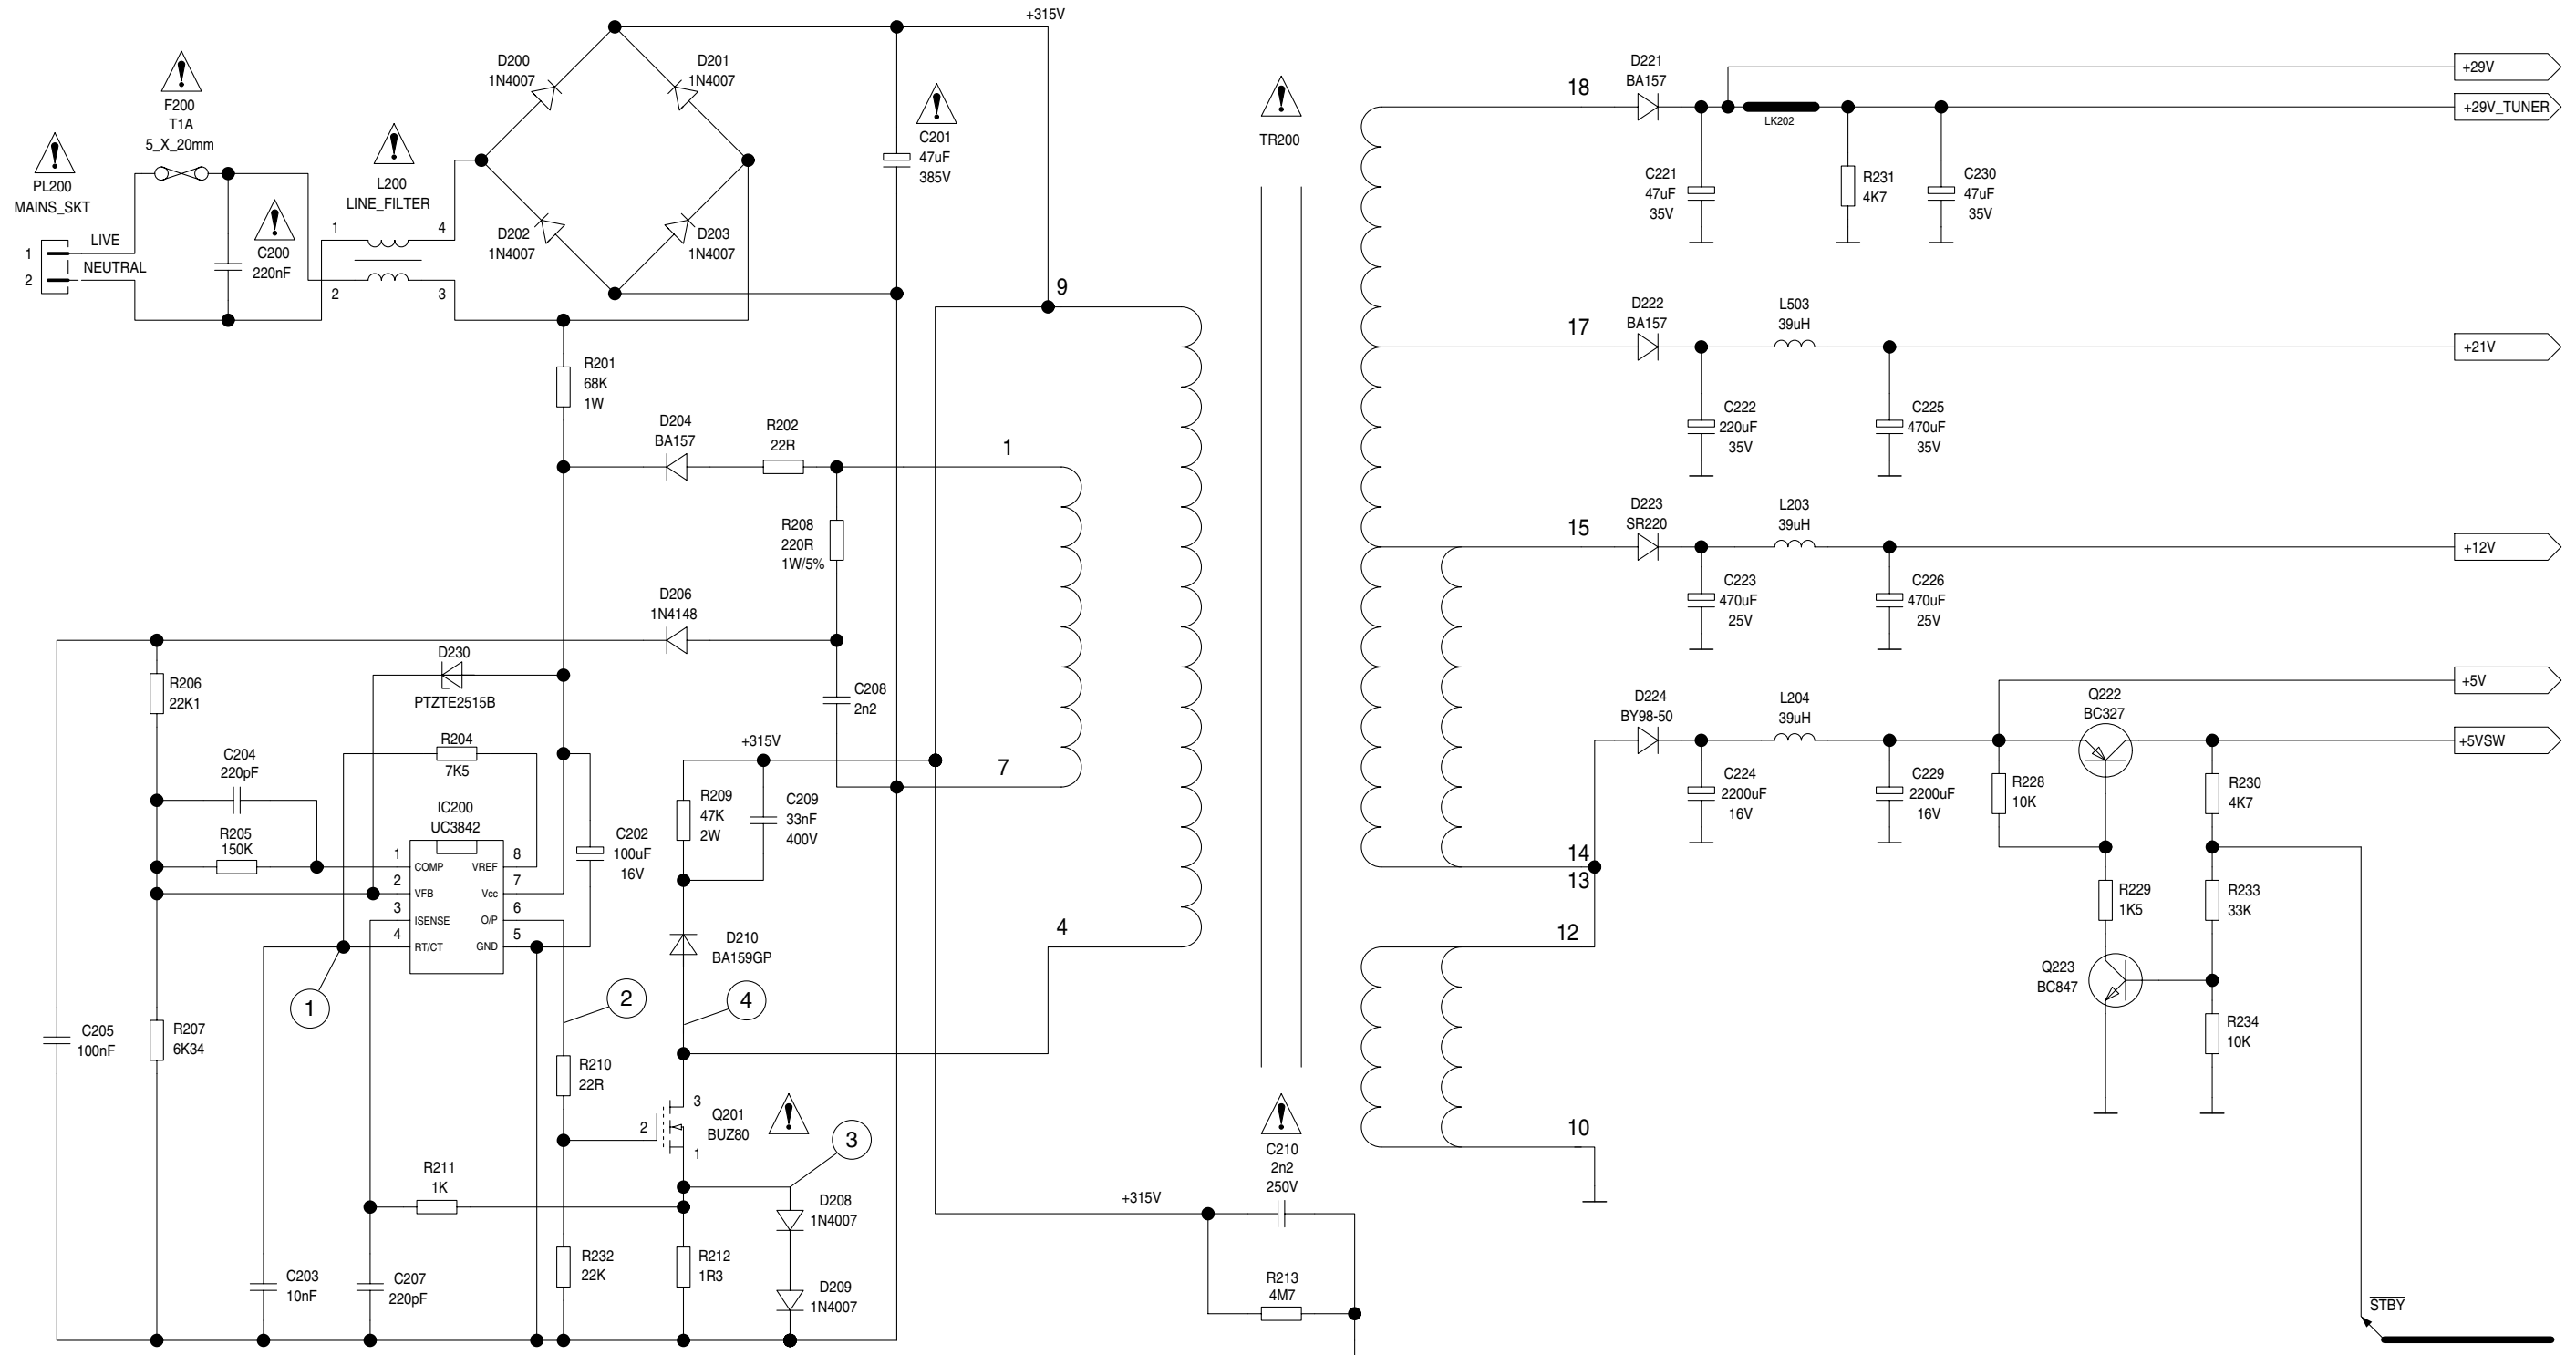 +315V
F200
T1A
5_X_20mm
PL200
MAINS_SKT
LIVE
1
NEUTRAL
2
C200
220nF
L200
LINE_FILTER
1
4
2
3
D200
1N4007
D201
1N4007
D202
1N4007
D203
1N4007
C201
47uF
385V
R201
68K
1W
D204
BA157
R202
22R
R208
220R
1W/5%
D206
1N4148
D230
PTZTE2515B
R206
22K1
C204
220pF
R204
7K5
R205
150K
IC200
UC3842
1
COMP
VREF
8
2
VFB
Vcc
7
3
ISENSE
O/P
6
4
RT/CT
GND
5
C202
100uF
16V
C208
2n2
+315V
R209
47K
2W
C209
33nF
400V
D210
BA159GP
1
2
4
C205
100nF
R207
6K34
R210
22R
3
2
1
Q201
BUZ80
3
R211
1K
D208
1N4007
C203
10nF
C207
220pF
R232
22K
R212
1R3
D209
1N4007
9
1
7
4
TR200
+315V
C210
2n2
250V
R213
4M7
18
17
15
14
13
12
10
D221
BA157
LK202
C221
47uF
35V
R231
4K7
C230
47uF
35V
+29V
+29V_TUNER
D222
BA157
L503
39uH
C222
220uF
35V
C225
470uF
35V
+21V
D223
SR220
L203
39uH
C223
470uF
25V
C226
470uF
25V
+12V
D224
BY98-50
L204
39uH
C224
2200uF
16V
C229
2200uF
16V
+5V
Q222
BC327
+5VSW
R228
10K
R230
4K7
R229
1K5
R233
33K
Q223
BC847
R234
10K
STBY